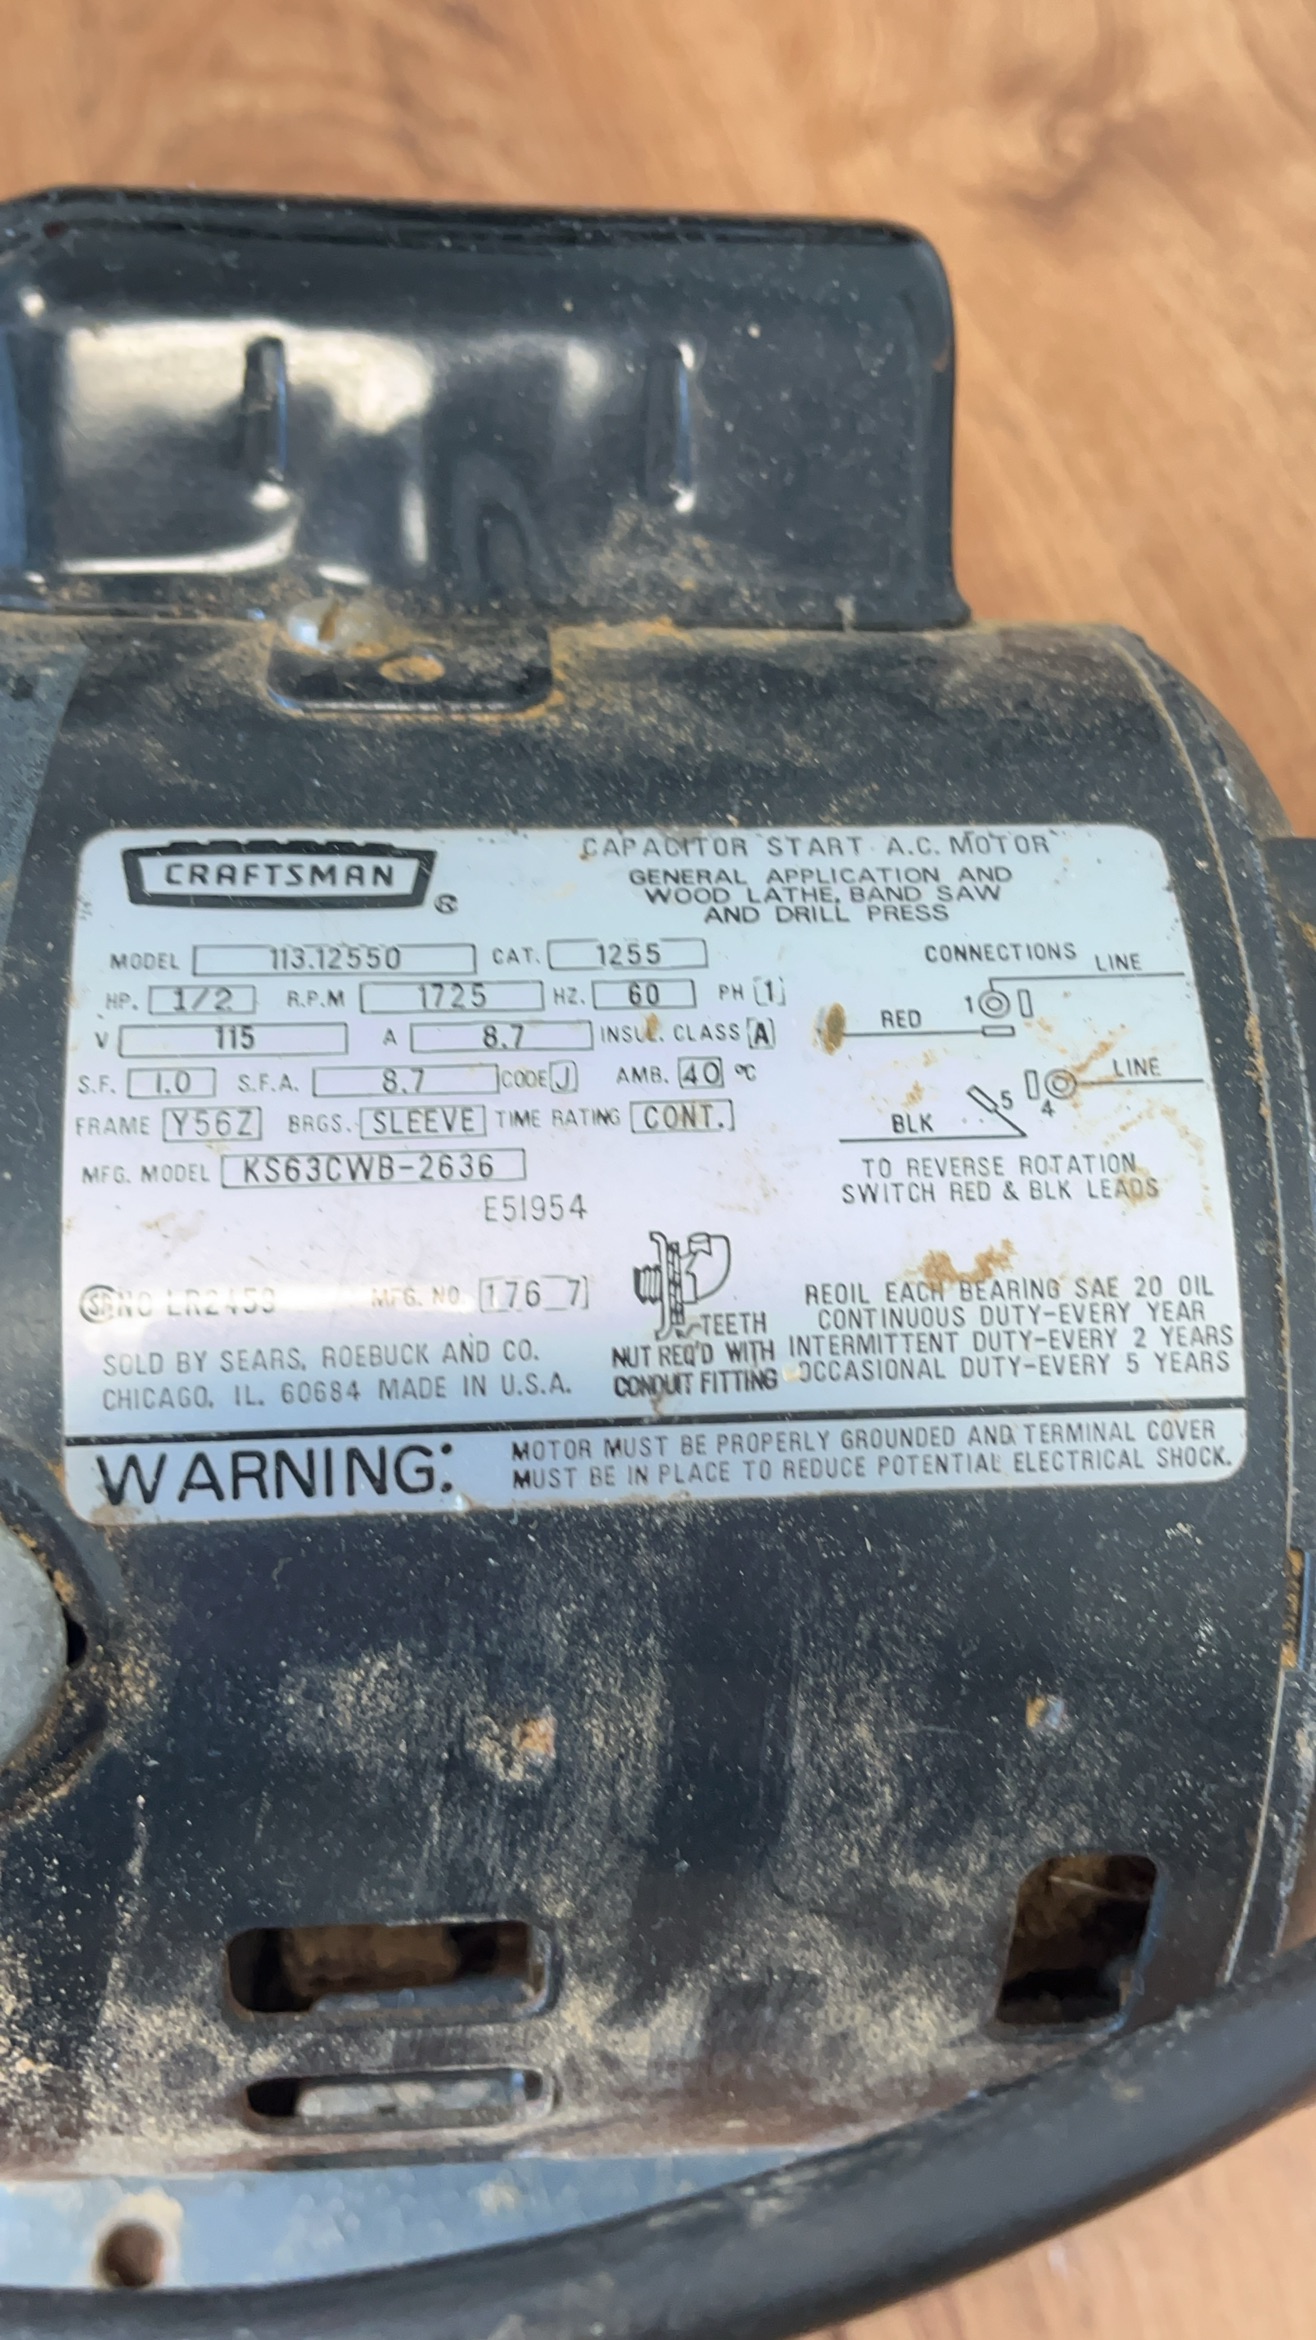 CRAFTSMAN ®
CAPACITOR START A.C. MOTOR
GENERAL APPLICATION AND
WOOD LATHE, BAND SAW
AND DRILL PRESS
MODEL 113.12550 CAT. 1255
HP. 1/2 R.P.M 1725 HZ. 60 PH 1
V 115 A 8.7 INSUL. CLASS A
S.F. 1.0 S.F.A. 8.7 CODE J AMB. 40 °C
FRAME Y56Z BRGS. SLEEVE TIME RATING CONT.
MFG. MODEL KS63CWB-2636
E51954
CONNECTIONS
LINE
1
RED
LINE
5
4
BLK
TO REVERSE ROTATION
SWITCH RED & BLK LEADS
NO LR2459 MFG. NO. 176 7
SOLD BY SEARS, ROEBUCK AND CO.
CHICAGO, IL. 60684 MADE IN U.S.A.
TEETH
NUT REQ'D WITH
CONDUIT FITTING
REOIL EACH BEARING SAE 20 OIL
CONTINUOUS DUTY-EVERY YEAR
INTERMITTENT DUTY-EVERY 2 YEARS
OCCASIONAL DUTY-EVERY 5 YEARS
WARNING: MOTOR MUST BE PROPERLY GROUNDED AND TERMINAL COVER
MUST BE IN PLACE TO REDUCE POTENTIAL ELECTRICAL SHOCK.